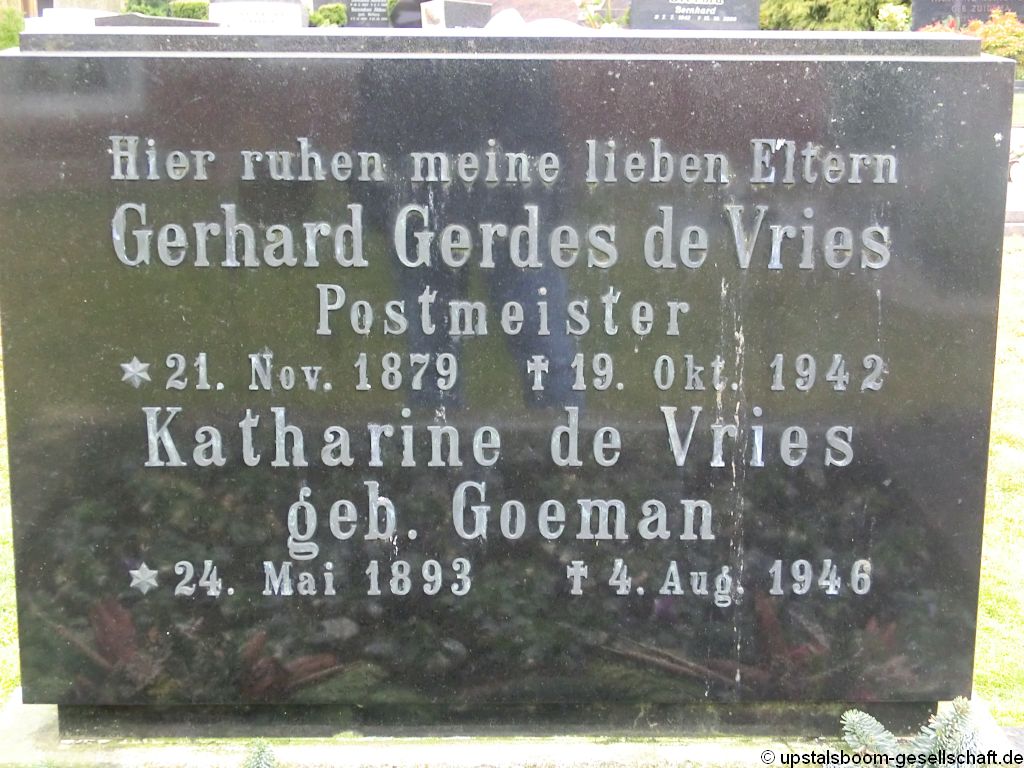 Bernhard
Hier ruhen meine lieben Eltern
Gerhard Gerdes de Vries
Postmeister
* 21. Nov. 1879 ✝ 19. Okt. 1942
Katharine de Vries
geb. Goeman
* 24. Mai 1893 ✝ 4. Aug. 1946
© upstalsboom-gesellschaft.de